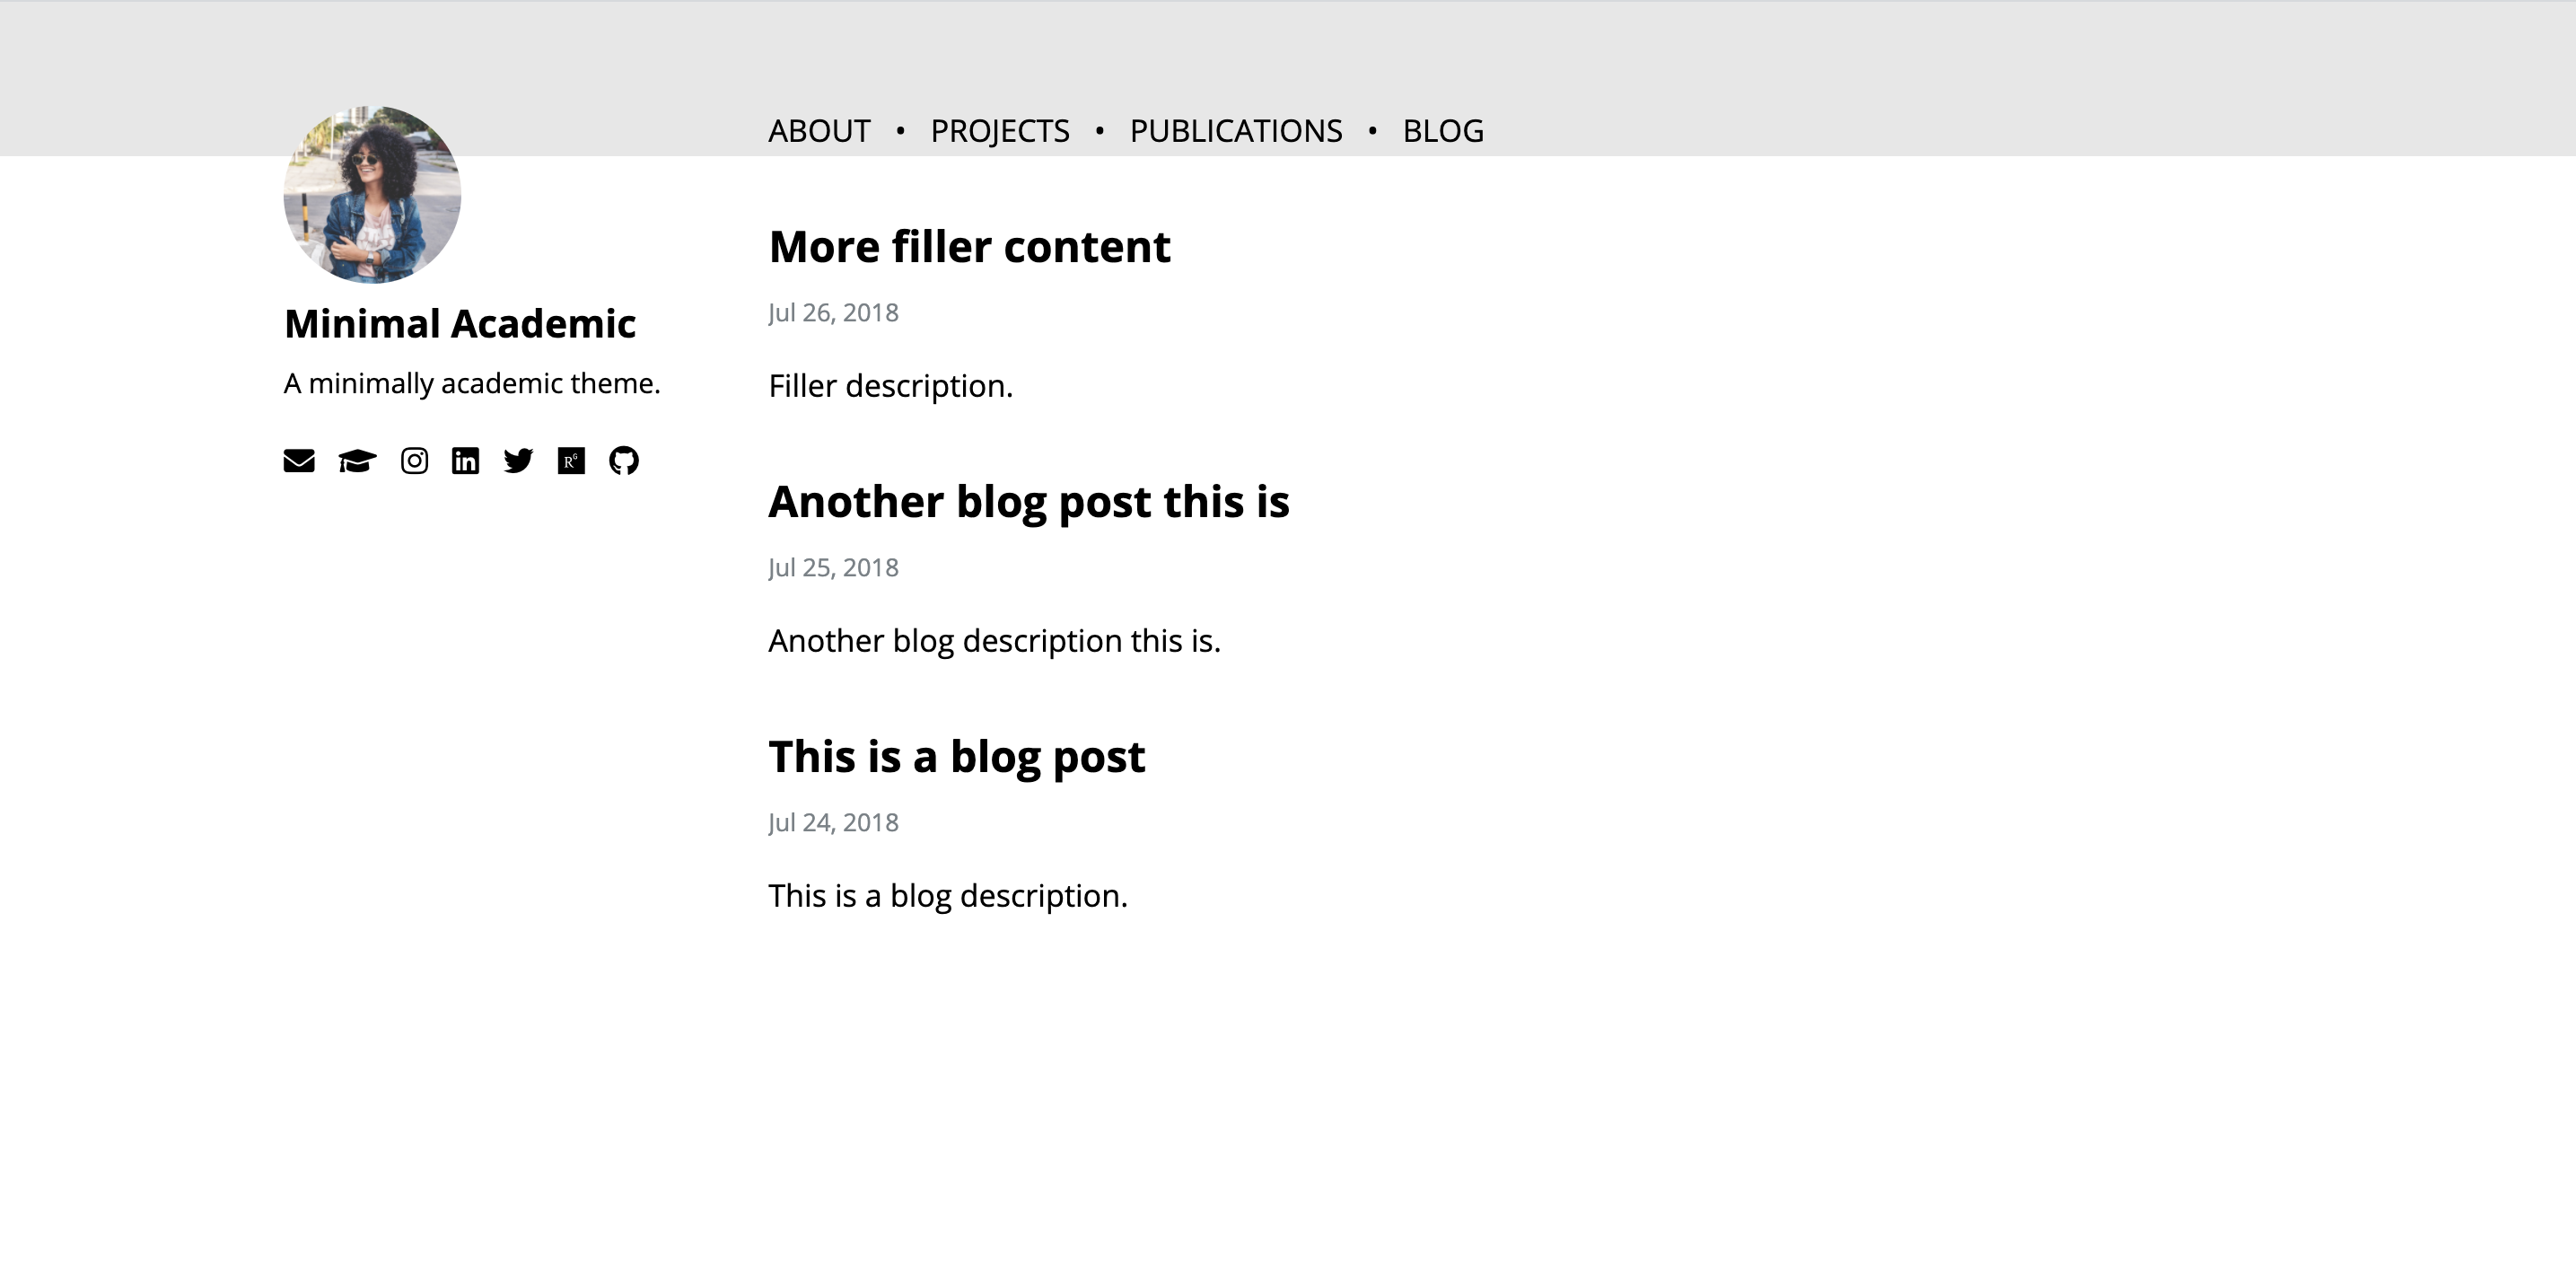 ABOUT • PROJECTS • PUBLICATIONS • BLOG
Minimal Academic
A minimally academic theme.
in RG
More filler content
Jul 26, 2018
Filler description.
Another blog post this is
Jul 25, 2018
Another blog description this is.
This is a blog post
Jul 24, 2018
This is a blog description.